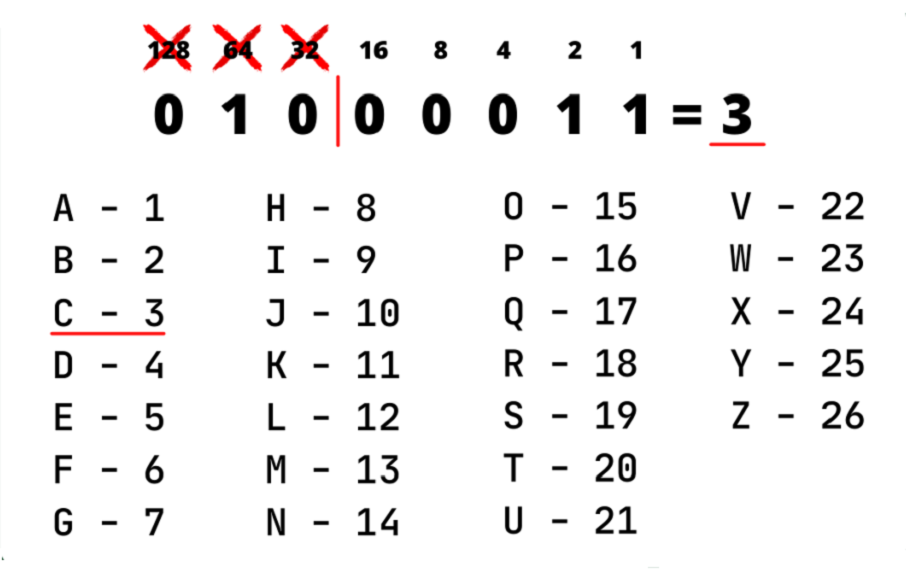 128 64 32 16 8 4 2 1
0 1 0 0 0 0 1 1 = 3
A - 1 H - 8 O - 15 V - 22
B - 2 I - 9 P - 16 W - 23
C - 3 J - 10 Q - 17 X - 24
D - 4 K - 11 R - 18 Y - 25
E - 5 L - 12 S - 19 Z - 26
F - 6 M - 13 T - 20
G - 7 N - 14 U - 21